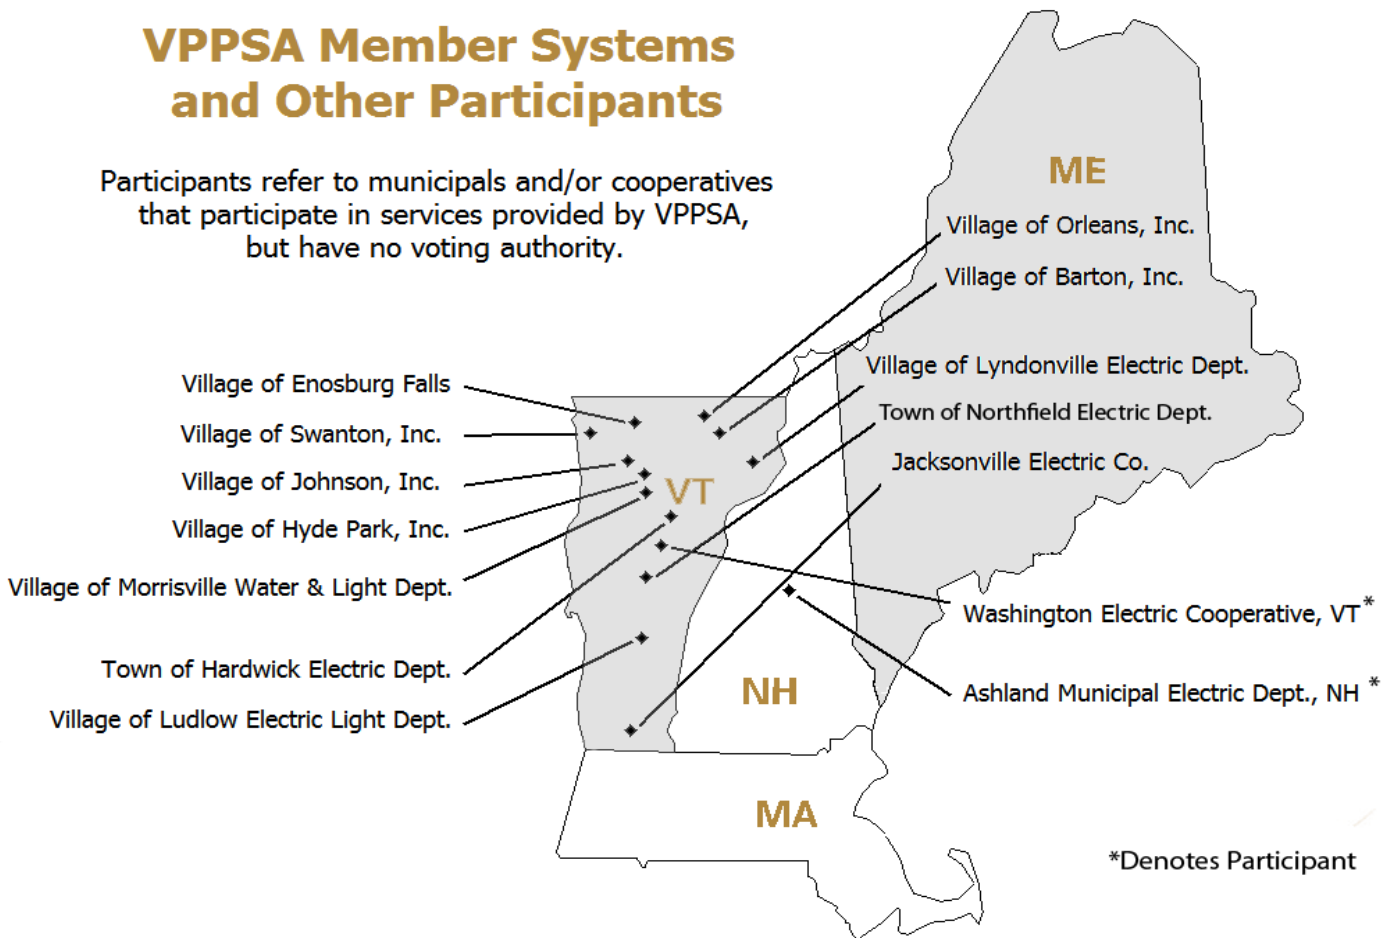 VPPSA Member Systems
and Other Participants
Participants refer to municipals and/or cooperatives
that participate in services provided by VPPSA,
but have no voting authority.
ME
Village of Orleans, Inc.
Village of Barton, Inc.
Village of Lyndonville Electric Dept.
Town of Northfield Electric Dept.
Jacksonville Electric Co.
Village of Enosburg Falls
Village of Swanton, Inc.
Village of Johnson, Inc.
Village of Hyde Park, Inc.
Village of Morrisville Water & Light Dept.
Town of Hardwick Electric Dept.
Village of Ludlow Electric Light Dept.
VT
Washington Electric Cooperative, VT*
Ashland Municipal Electric Dept., NH *
NH
MA
*Denotes Participant